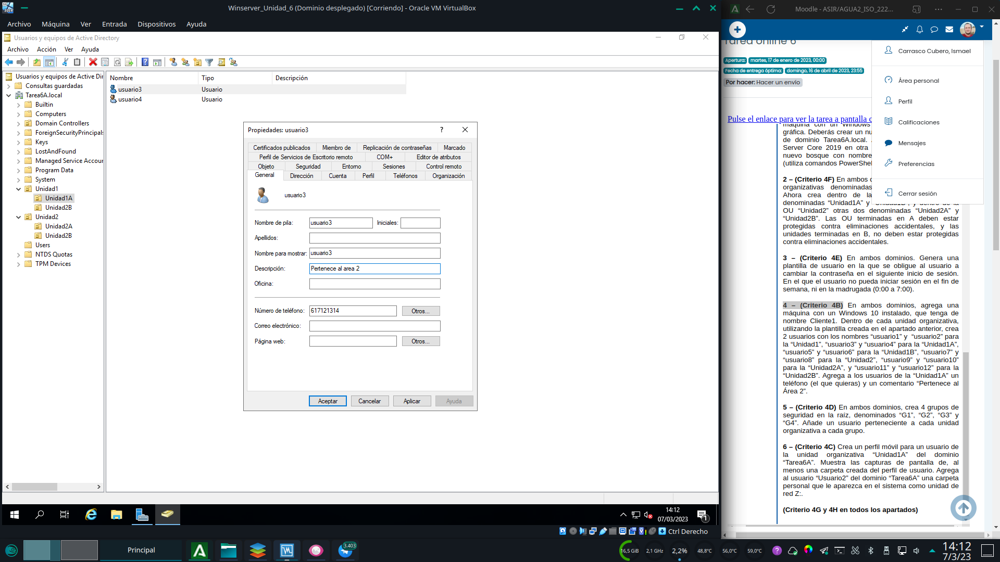 Winserver_Unidad_6 (Dominio desplegado) [Corriendo] - Oracle VM VirtualBox
Archivo Máquina Ver Entrada Dispositivos Ayuda
Usuarios y equipos de Active Directory
Archivo Acción Ver Ayuda
Usuarios y equipos de Active Dir
Consultas guardadas
Tarea6A.local
Builtin
Computers
Domain Controllers
ForeignSecurityPrincipals
Keys
LostAndFound
Managed Service Accour
Program Data
System
Unidad1
Unidad1A
Unidad2B
Unidad2
Unidad2A
Unidad2B
Users
NTDS Quotas
TPM Devices
Nombre Tipo Descripción
usuario3 Usuario
usuario4 Usuario
Propiedades: usuario3 ?
Certificados publicados Miembro de Replicación de contraseñas Marcado
Perfil de Servicios de Escritorio remoto COM+ Editor de atributos
Objeto Seguridad Entorno Sesiones Control remoto
General Dirección Cuenta Perfil Teléfonos Organización
usuario3
Nombre de pila: usuario3 Iniciales:
Apellidos:
Nombre para mostrar: usuario3
Descripción: Pertenece al area 2
Oficina:
Número de teléfono: 617121314 Otros...
Correo electrónico:
Página web: Otros...
Aceptar Cancelar Aplicar Ayuda
14:12
07/03/2023
1
Ctrl Derecho
Moodle - ASIR/AGUA2_ISO_222...
Tarea online 6
Apertura: martes, 17 de enero de 2023, 00:00
Fecha de entrega óptima: domingo, 16 de abril de 2023, 23:55
Por hacer: Hacer un envío
Pulse el enlace para ver la tarea a pantalla c
Carrasco Cubero, Ismael
Área personal
Perfil
Calificaciones
Mensajes
Preferencias
Cerrar sesión
máquina con un Windows
gráfica. Deberás crear un nu
de dominio Tarea6A.local.
Server Core 2019 en otra
nuevo bosque con nombre
(utiliza comandos PowerShel
2 – (Criterio 4F) En ambos d
organizativas denominadas
Ahora crea dentro de la
denominadas “Unidad1A” y “Unidad1B”, y dentro de la
OU “Unidad2” otras dos denominadas “Unidad2A” y
“Unidad2B”. Las OU terminadas en A deben estar
protegidas contra eliminaciones accidentales, y las
unidades terminadas en B, no deben estar protegidas
contra eliminaciones accidentales.
3 – (Criterio 4E) En ambos dominios. Genera una
plantilla de usuario en la que se obligue al usuario a
cambiar la contraseña en el siguiente inicio de sesión.
En el que el usuario no pueda iniciar sesión en el fin de
semana, ni en la madrugada (0:00 a 7:00).
4 – (Criterio 4B) En ambos dominios, agrega una
máquina con un Windows 10 instalado, que tenga de
nombre Cliente1. Dentro de cada unidad organizativa,
utilizando la plantilla creada en el apartado anterior, crea
2 usuarios con los nombres “usuario1” y “usuario2” para
la “Unidad1”, “usuario3” y “usuario4” para la “Unidad1A”,
“usuario5” y “usuario6” para la “Unidad1B”, “usuario7” y
“usuario8” para la “Unidad2”, “usuario9” y “usuario10”
para la “Unidad2A”, y “usuario11” y “usuario12” para la
“Unidad2B”. Agrega a los usuarios de la “Unidad1A” un
teléfono (el que quieras) y un comentario “Pertenece al
Área 2”.
5 – (Criterio 4D) En ambos dominios, crea 4 grupos de
seguridad en la raíz, denominados “G1”, “G2”, “G3” y
“G4”. Añade un usuario perteneciente a cada unidad
organizativa a cada grupo.
6 – (Criterio 4C) Crea un perfil móvil para un usuario de
la unidad organizativa “Unidad1A” del dominio
“Tarea6A”. Muestra las capturas de pantalla de, al
menos una carpeta creada del perfil de usuario. Agrega
al usuario “Usuario2” del dominio “Tarea6A” una carpeta
personal que le aparezca en el sistema como unidad de
red Z:.
(Criterio 4G y 4H en todos los apartados)
Principal
3.403
16,5 GiB 2,1 GHz 2,2% 48,8°C 56,0°C 59,0°C
14:12
7/3/23